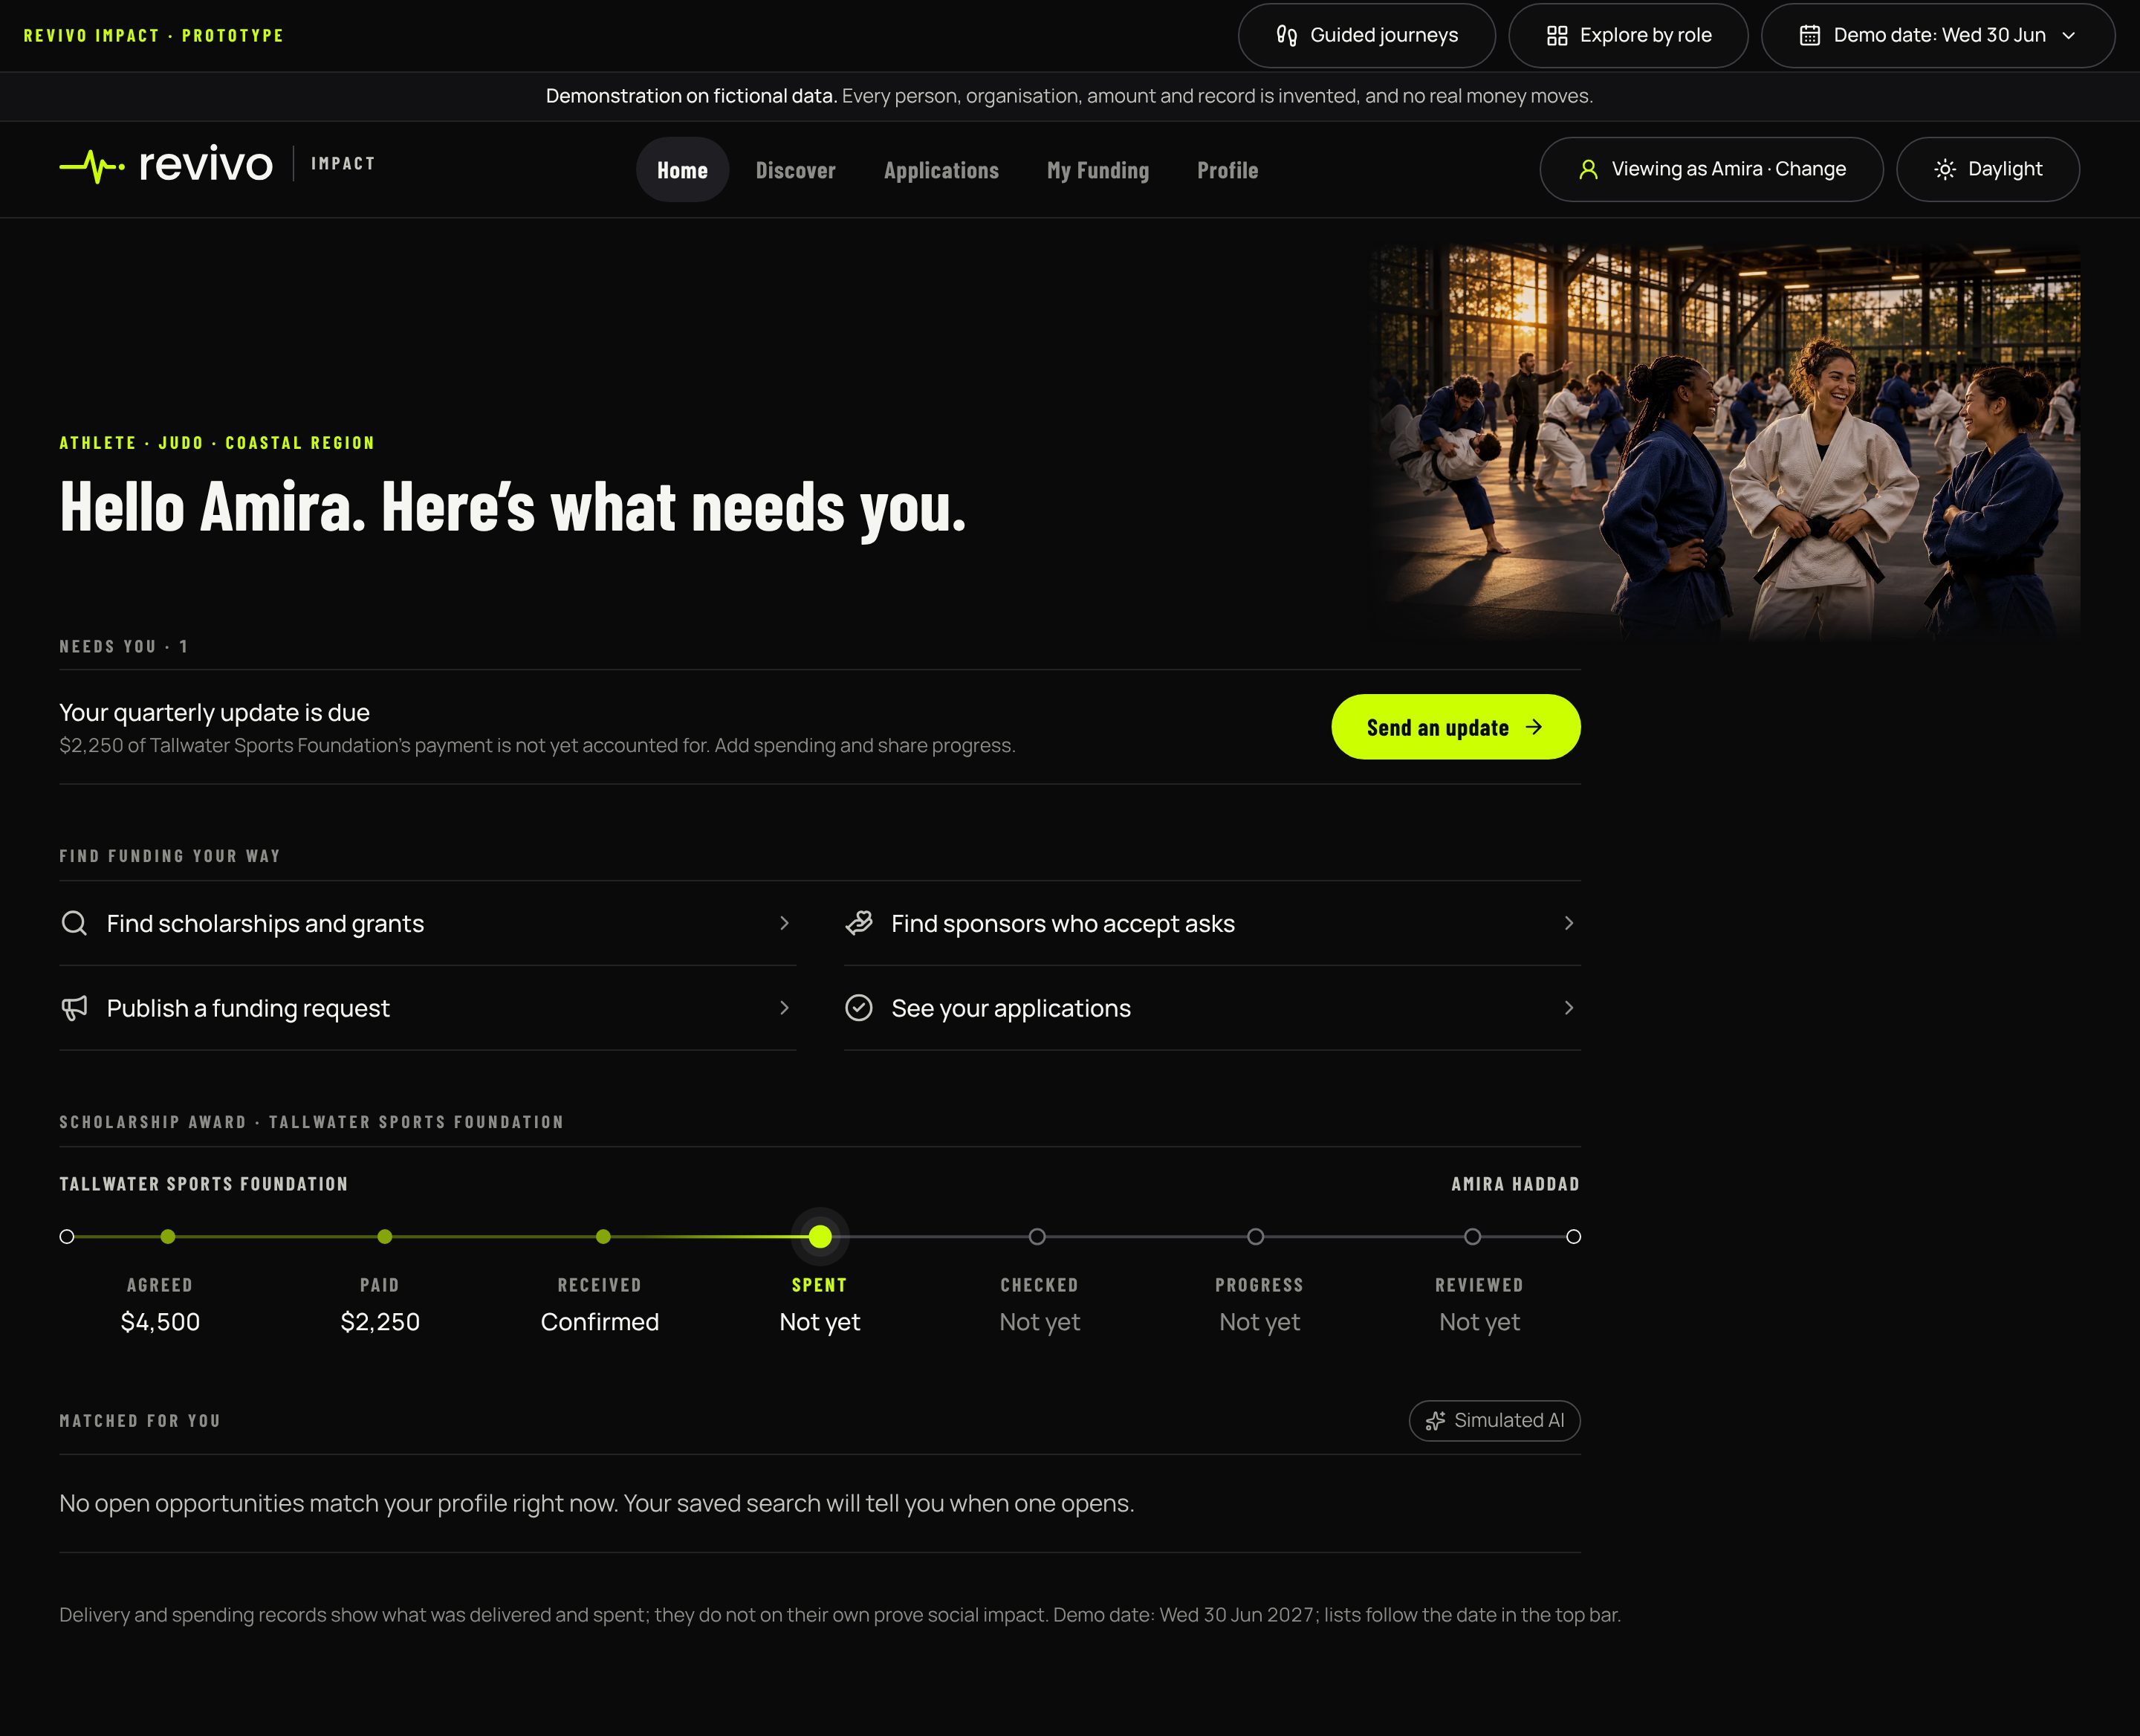 REVIVO IMPACT · PROTOTYPE
Guided journeys
Explore by role
Demo date: Wed 30 Jun
Demonstration on fictional data. Every person, organisation, amount and record is invented, and no real money moves.
revivo
IMPACT
Home
Discover
Applications
My Funding
Profile
Viewing as Amira · Change
Daylight
ATHLETE · JUDO · COASTAL REGION
Hello Amira. Here’s what needs you.
NEEDS YOU · 1
Your quarterly update is due
$2,250 of Tallwater Sports Foundation’s payment is not yet accounted for. Add spending and share progress.
Send an update
FIND FUNDING YOUR WAY
Find scholarships and grants
Find sponsors who accept asks
Publish a funding request
See your applications
SCHOLARSHIP AWARD · TALLWATER SPORTS FOUNDATION
TALLWATER SPORTS FOUNDATION
AMIRA HADDAD
AGREED
PAID
RECEIVED
SPENT
CHECKED
PROGRESS
REVIEWED
$4,500
$2,250
Confirmed
Not yet
Not yet
Not yet
Not yet
MATCHED FOR YOU
Simulated AI
No open opportunities match your profile right now. Your saved search will tell you when one opens.
Delivery and spending records show what was delivered and spent; they do not on their own prove social impact. Demo date: Wed 30 Jun 2027; lists follow the date in the top bar.